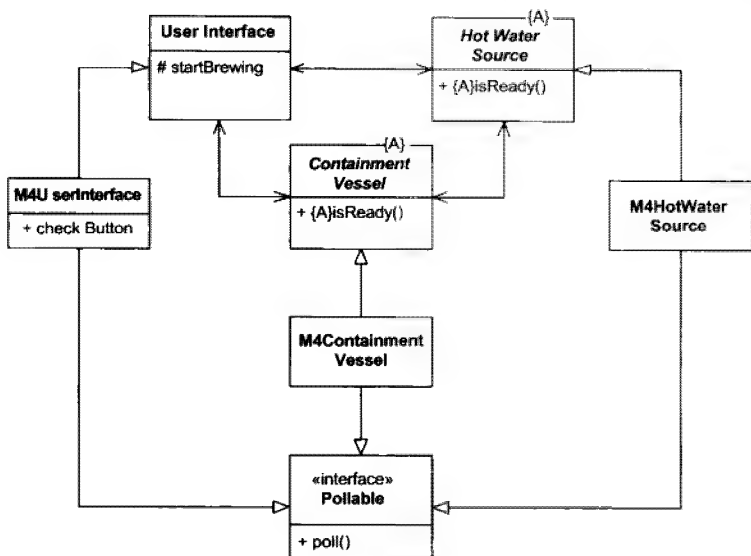 User Interface
# startBrewing
{A}
Hot Water
Source
+ {A}isReady()
{A}
Containment
Vessel
+ {A}isReady()
M4U serInterface
+ check Button
M4HotWater
Source
M4Containment
Vessel
«interface»
Pollable
+ poll()